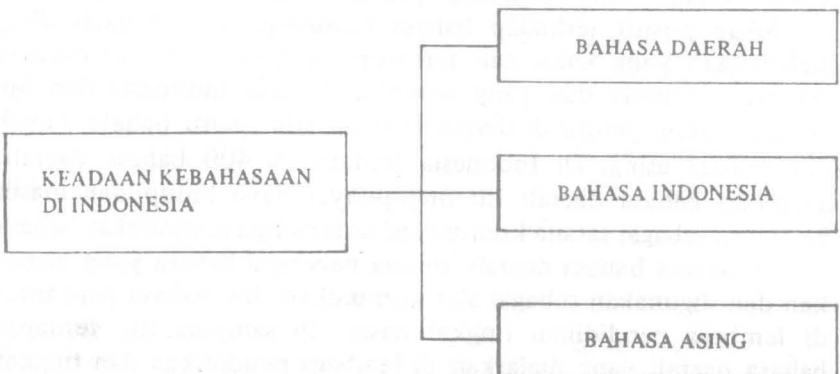 BAHASA DAERAH
KEADAAN KEBAHASAAN
DI INDONESIA
BAHASA INDONESIA
BAHASA ASING